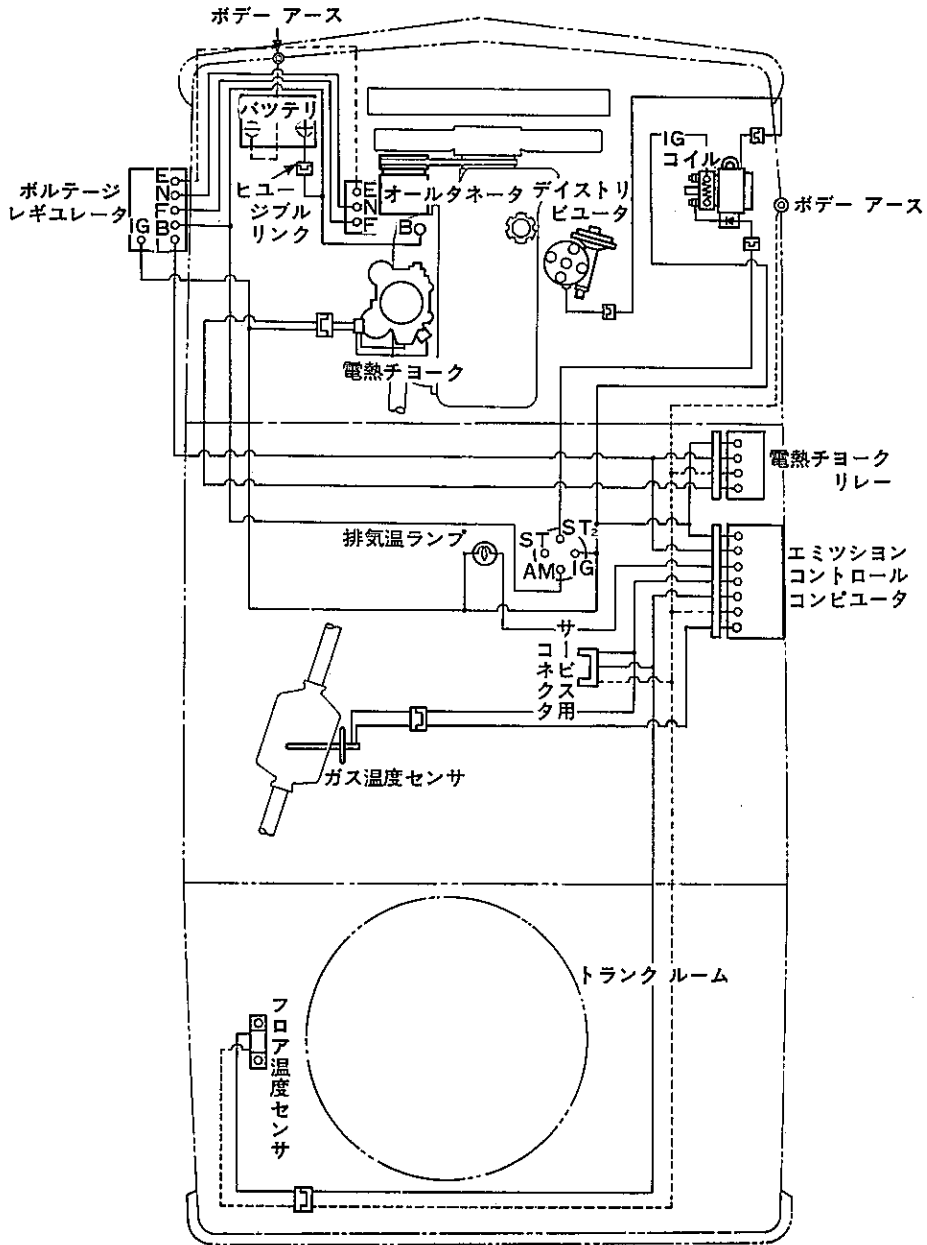 ボデー アース
バッテリ
E
N
F
B
IG
ボルテージ
レギュレータ
ヒュー
ジブル
リンク
E
N
F
オールタネータ
B
デイストリ
ビユータ
IG
コイル
ボデー アース
電熱チヨーク
電熱チヨーク
リレー
排気温ランプ
ST
ST₂
AM
IG
エミツシヨン
コントロール
コンピユータ
サービス用
コネクタ
ガス温度センサ
トランク ルーム
フロア温度センサ